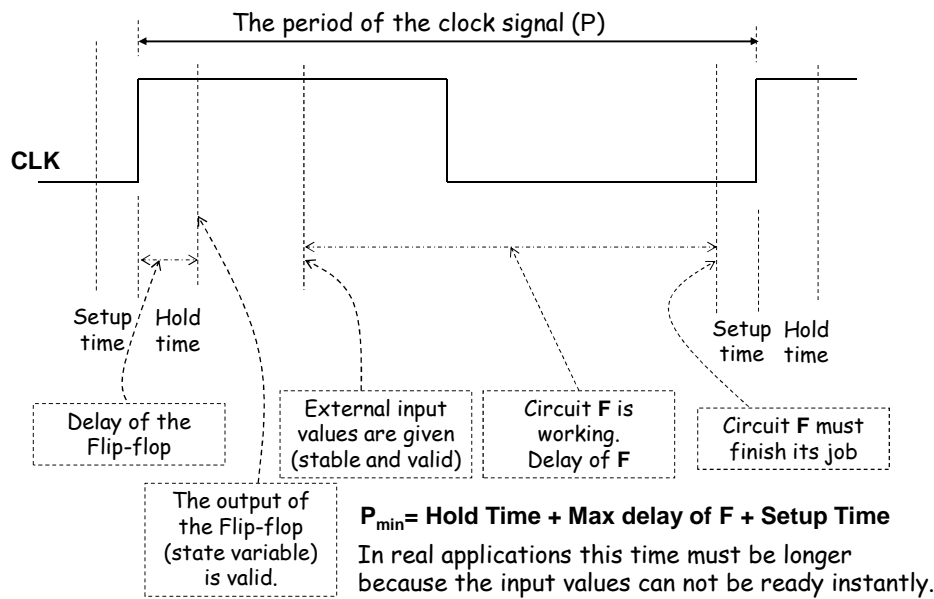 The period of the clock signal (P)
CLK
Setup
time
Hold
time
Setup
time
Hold
time
Delay of the
Flip-flop
The output of
the Flip-flop
(state variable)
is valid.
External input
values are given
(stable and valid)
Circuit F is
working.
Delay of F
Circuit F must
finish its job
Pmin= Hold Time + Max delay of F + Setup Time
In real applications this time must be longer
because the input values can not be ready instantly.